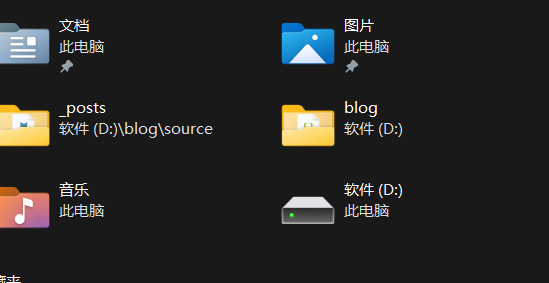 文档
此电脑
图片
此电脑
_posts
软件 (D:)\blog\source
blog
软件 (D:)
音乐
此电脑
软件 (D:)
此电脑